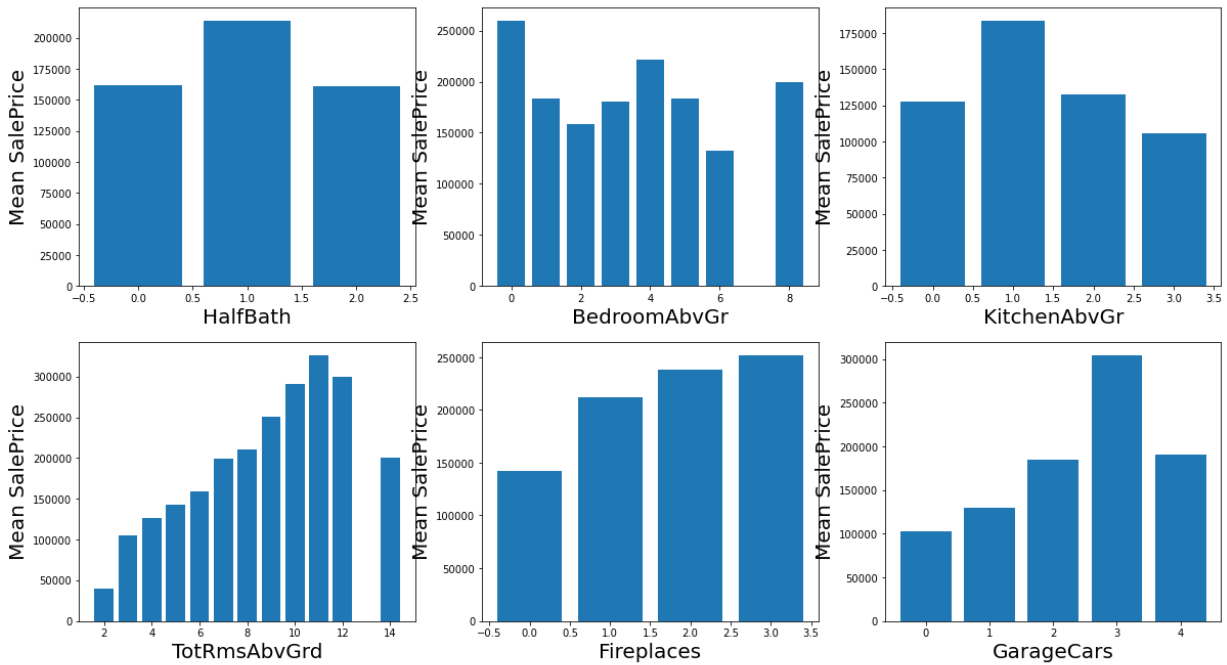 Mean SalePrice
200000
175000
150000
125000
100000
75000
50000
25000
0
−0.5 0.0 0.5 1.0 1.5 2.0 2.5
HalfBath
Mean SalePrice
250000
200000
150000
100000
50000
0
0 2 4 6 8
BedroomAbvGr
Mean SalePrice
175000
150000
125000
100000
75000
50000
25000
0
−0.5 0.0 0.5 1.0 1.5 2.0 2.5 3.0 3.5
KitchenAbvGr
Mean SalePrice
300000
250000
200000
150000
100000
50000
0
2 4 6 8 10 12 14
TotRmsAbvGrd
Mean SalePrice
250000
200000
150000
100000
50000
0
−0.5 0.0 0.5 1.0 1.5 2.0 2.5 3.0 3.5
Fireplaces
Mean SalePrice
300000
250000
200000
150000
100000
50000
0
0 1 2 3 4
GarageCars